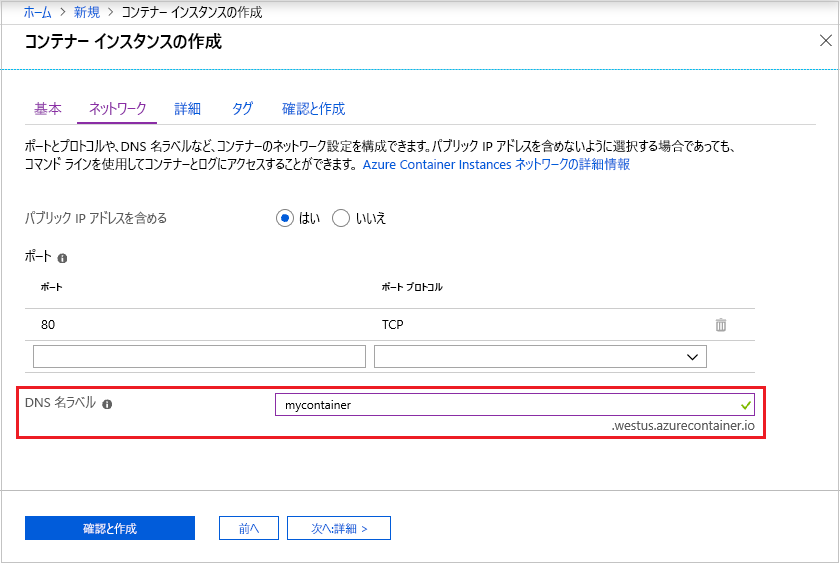 ホーム > 新規 > コンテナー インスタンスの作成
コンテナー インスタンスの作成
基本 ネットワーク 詳細 タグ 確認と作成
ポートとプロトコルや、DNS 名ラベルなど、コンテナーのネットワーク設定を構成できます。パブリック IP アドレスを含めないように選択する場合であっても、
コマンド ラインを使用してコンテナーとログにアクセスすることができます。 Azure Container Instances ネットワークの詳細情報
パブリック IP アドレスを含める はい いいえ
ポート
ポート ポート プロトコル
80 TCP
DNS 名ラベル mycontainer
.westus.azurecontainer.io
確認と作成 前へ 次へ:詳細 >